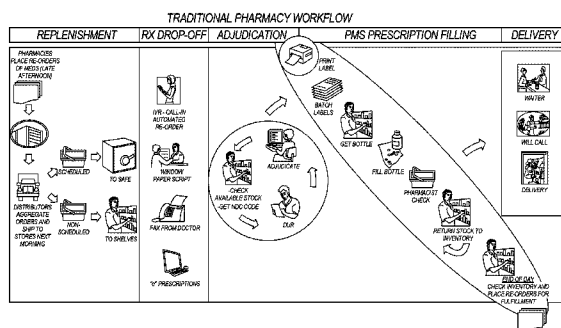 TRADITIONAL PHARMACY WORKFLOW
REPLENISHMENT
RX DROP-OFF
ADJUDICATION
PMS PRESCRIPTION FILLING
DELIVERY
PHARMACIES
PLACE RE-ORDERS
OF MEDS (LATE
AFTERNOON)
SCHEDULED
TO SAFE
DISTRIBUTORS
AGGREGATE
ORDERS AND
SHIP TO
STORES NEXT
MORNING
NON-
SCHEDULED
TO SHELVES
IVR - CALL-IN
AUTOMATED
RE-ORDER
WINDOW
PAPER SCRIPT
FAX FROM DOCTOR
"e" PRESCRIPTIONS
ADJUDICATE
-CHECK
AVAILABLE STOCK
-GET NDC CODE
DUR
PRINT
LABEL
BATCH
LABELS
GET BOTTLE
FILL BOTTLE
PHARMACIST
CHECK
RETURN STOCK TO
INVENTORY
END OF DAY
CHECK INVENTORY AND
PLACE RE-ORDERS FOR
FULFILLMENT
WAITER
WILL CALL
DELIVERY